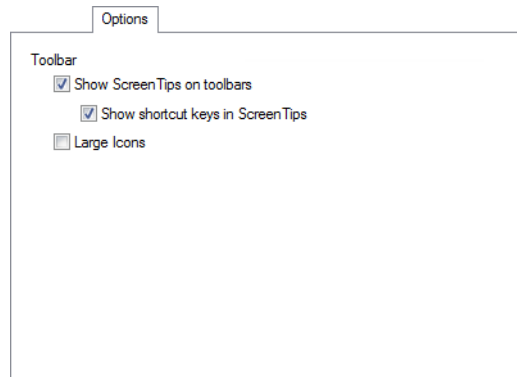 Options
Toolbar
Show ScreenTips on toolbars
Show shortcut keys in ScreenTips
Large Icons